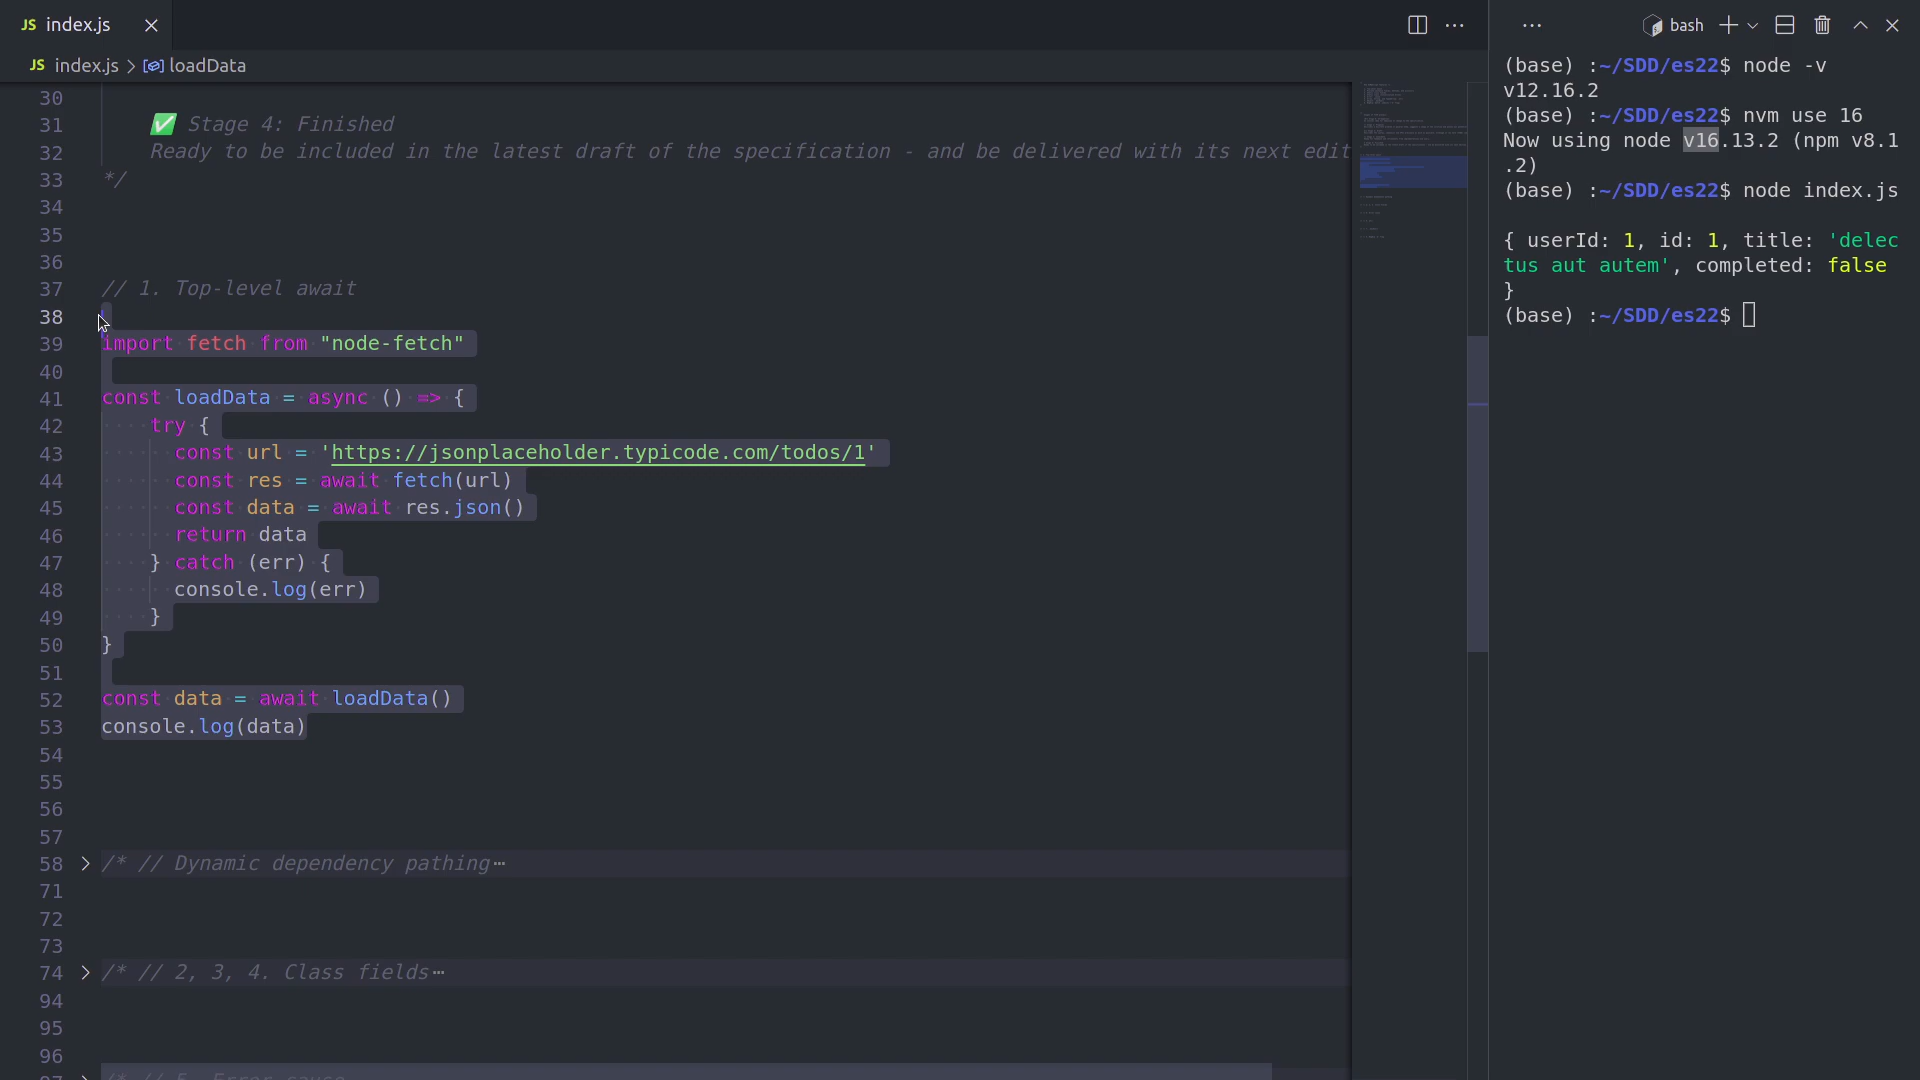 JS index.js
JS index.js > loadData
30
31 ✅ Stage 4: Finished
32 Ready to be included in the latest draft of the specification - and be delivered with its next edit
33 */
34
35
36
37 // 1. Top-level await
38
39 import fetch from "node-fetch"
40
41 const loadData = async () => {
42 try {
43 const url = 'https://jsonplaceholder.typicode.com/todos/1'
44 const res = await fetch(url)
45 const data = await res.json()
46 return data
47 } catch (err) {
48 console.log(err)
49 }
50 }
51
52 const data = await loadData()
53 console.log(data)
54
55
56
57
58 /* // Dynamic dependency pathing…
71
72
73
74 /* // 2, 3, 4. Class fields…
94
95
96
97 /* // 5. Error cause
bash
(base) :~/SDD/es22$ node -v
v12.16.2
(base) :~/SDD/es22$ nvm use 16
Now using node v16.13.2 (npm v8.1
.2)
(base) :~/SDD/es22$ node index.js
{ userId: 1, id: 1, title: 'delec
tus aut autem', completed: false
}
(base) :~/SDD/es22$